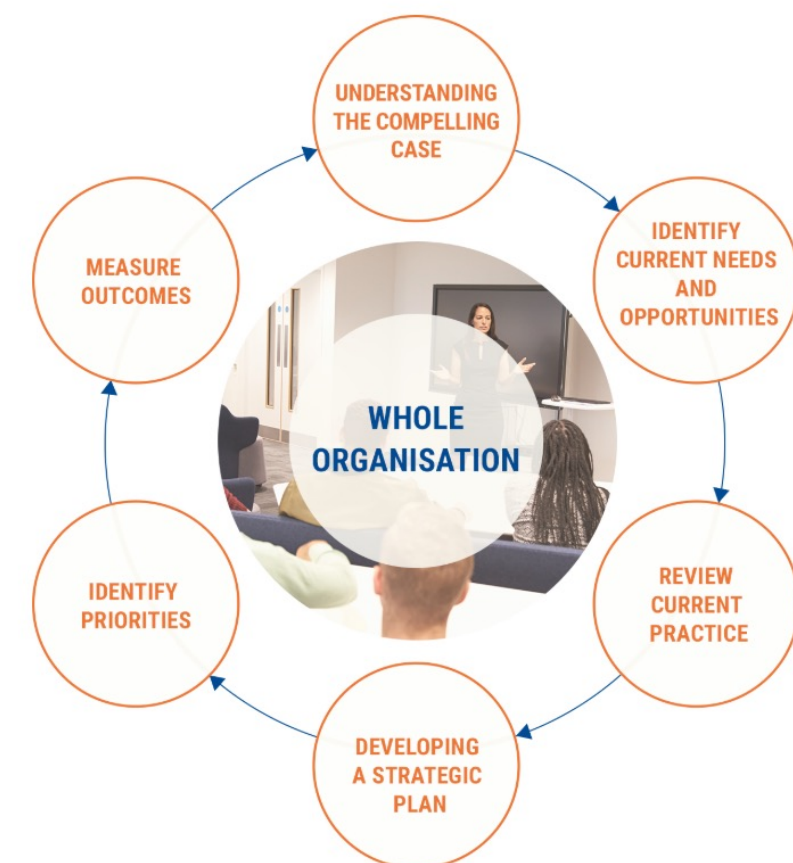 UNDERSTANDING
THE COMPELLING
CASE
IDENTIFY
CURRENT NEEDS
AND
OPPORTUNITIES
REVIEW
CURRENT
PRACTICE
DEVELOPING
A STRATEGIC
PLAN
IDENTIFY
PRIORITIES
MEASURE
OUTCOMES
WHOLE
ORGANISATION